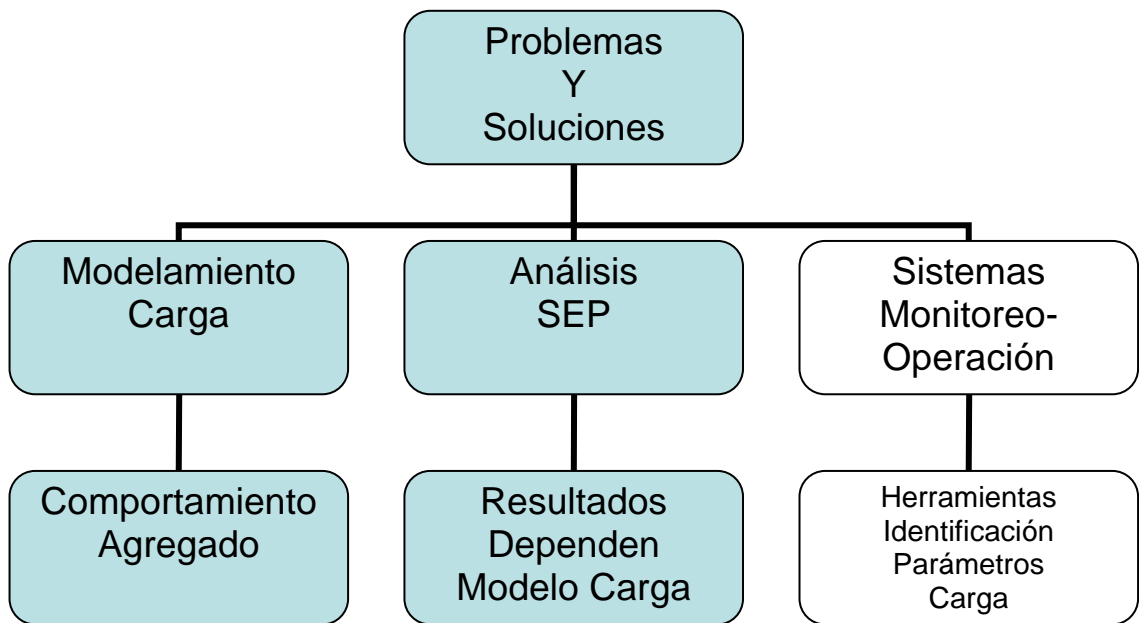 Problemas
Y
Soluciones
Modelamiento
Carga
Análisis
SEP
Sistemas
Monitoreo-
Operación
Comportamiento
Agregado
Resultados
Dependen
Modelo Carga
Herramientas
Identificación
Parámetros
Carga